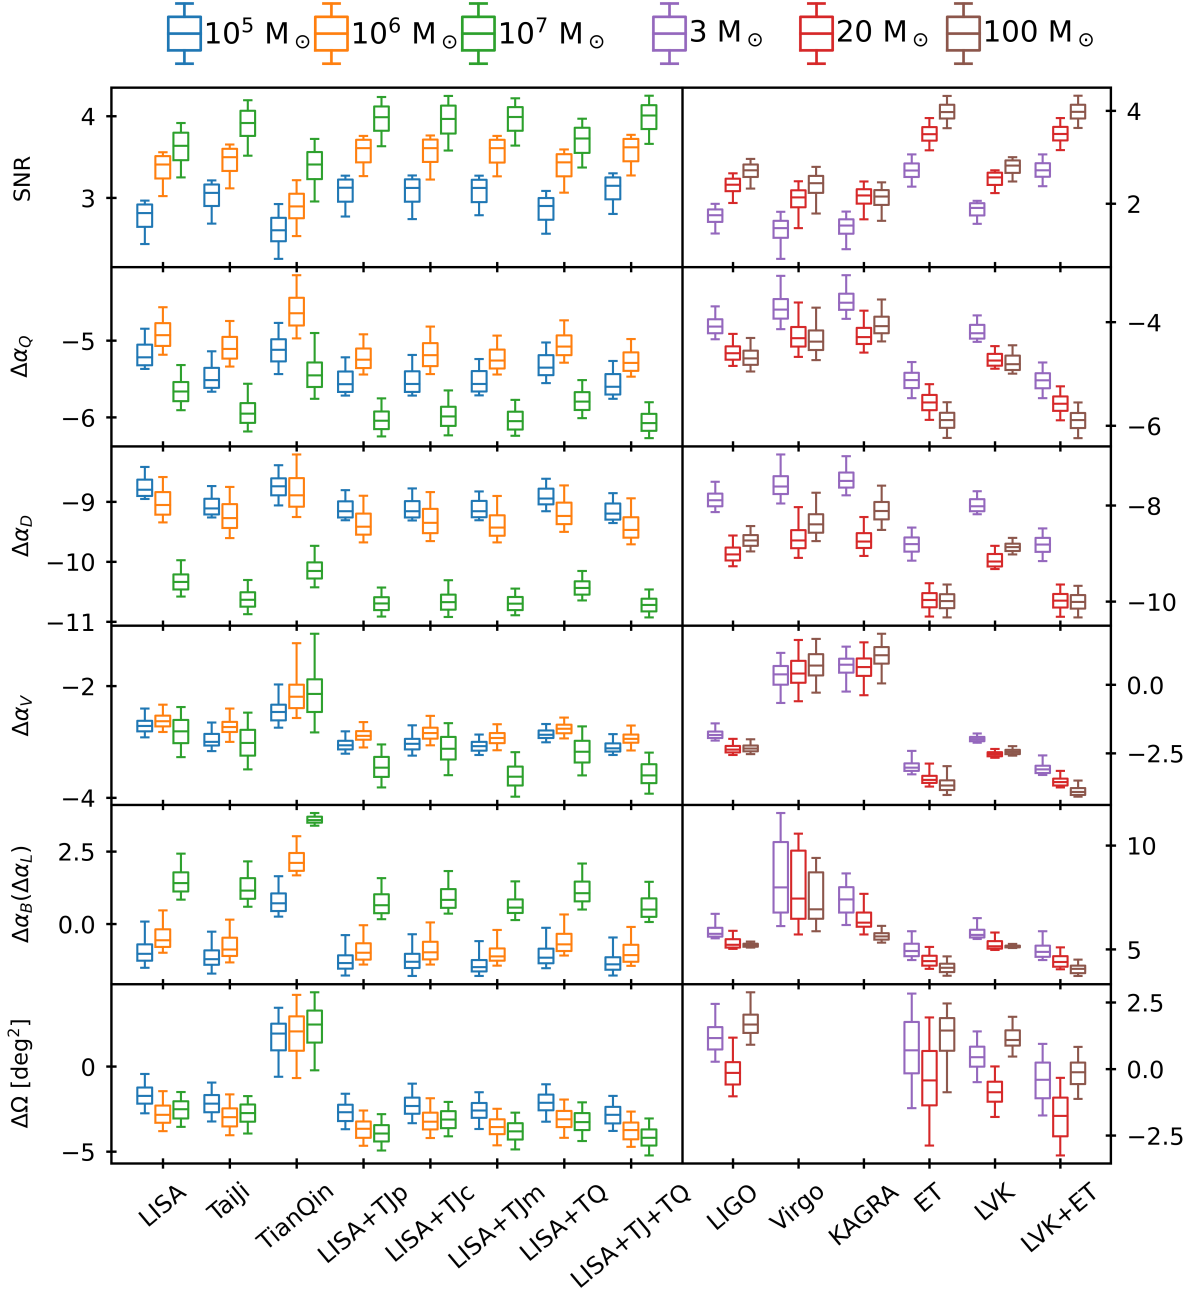 10⁵ M⊙ 10⁶ M⊙ 10⁷ M⊙ 3 M⊙ 20 M⊙ 100 M⊙
SNR
4
3
4
2
Δα_Q
−5
−6
−4
−6
Δα_D
−9
−10
−11
−8
−10
Δα_V
−2
−4
0.0
−2.5
Δα_B(Δα_L)
2.5
0.0
10
5
ΔΩ [deg²]
0
−5
2.5
0.0
−2.5
LISA
TaiJi
TianQin
LISA+TJp
LISA+TJc
LISA+TJm
LISA+TQ
LISA+TJ+TQ
LIGO
Virgo
KAGRA
ET
LVK
LVK+ET